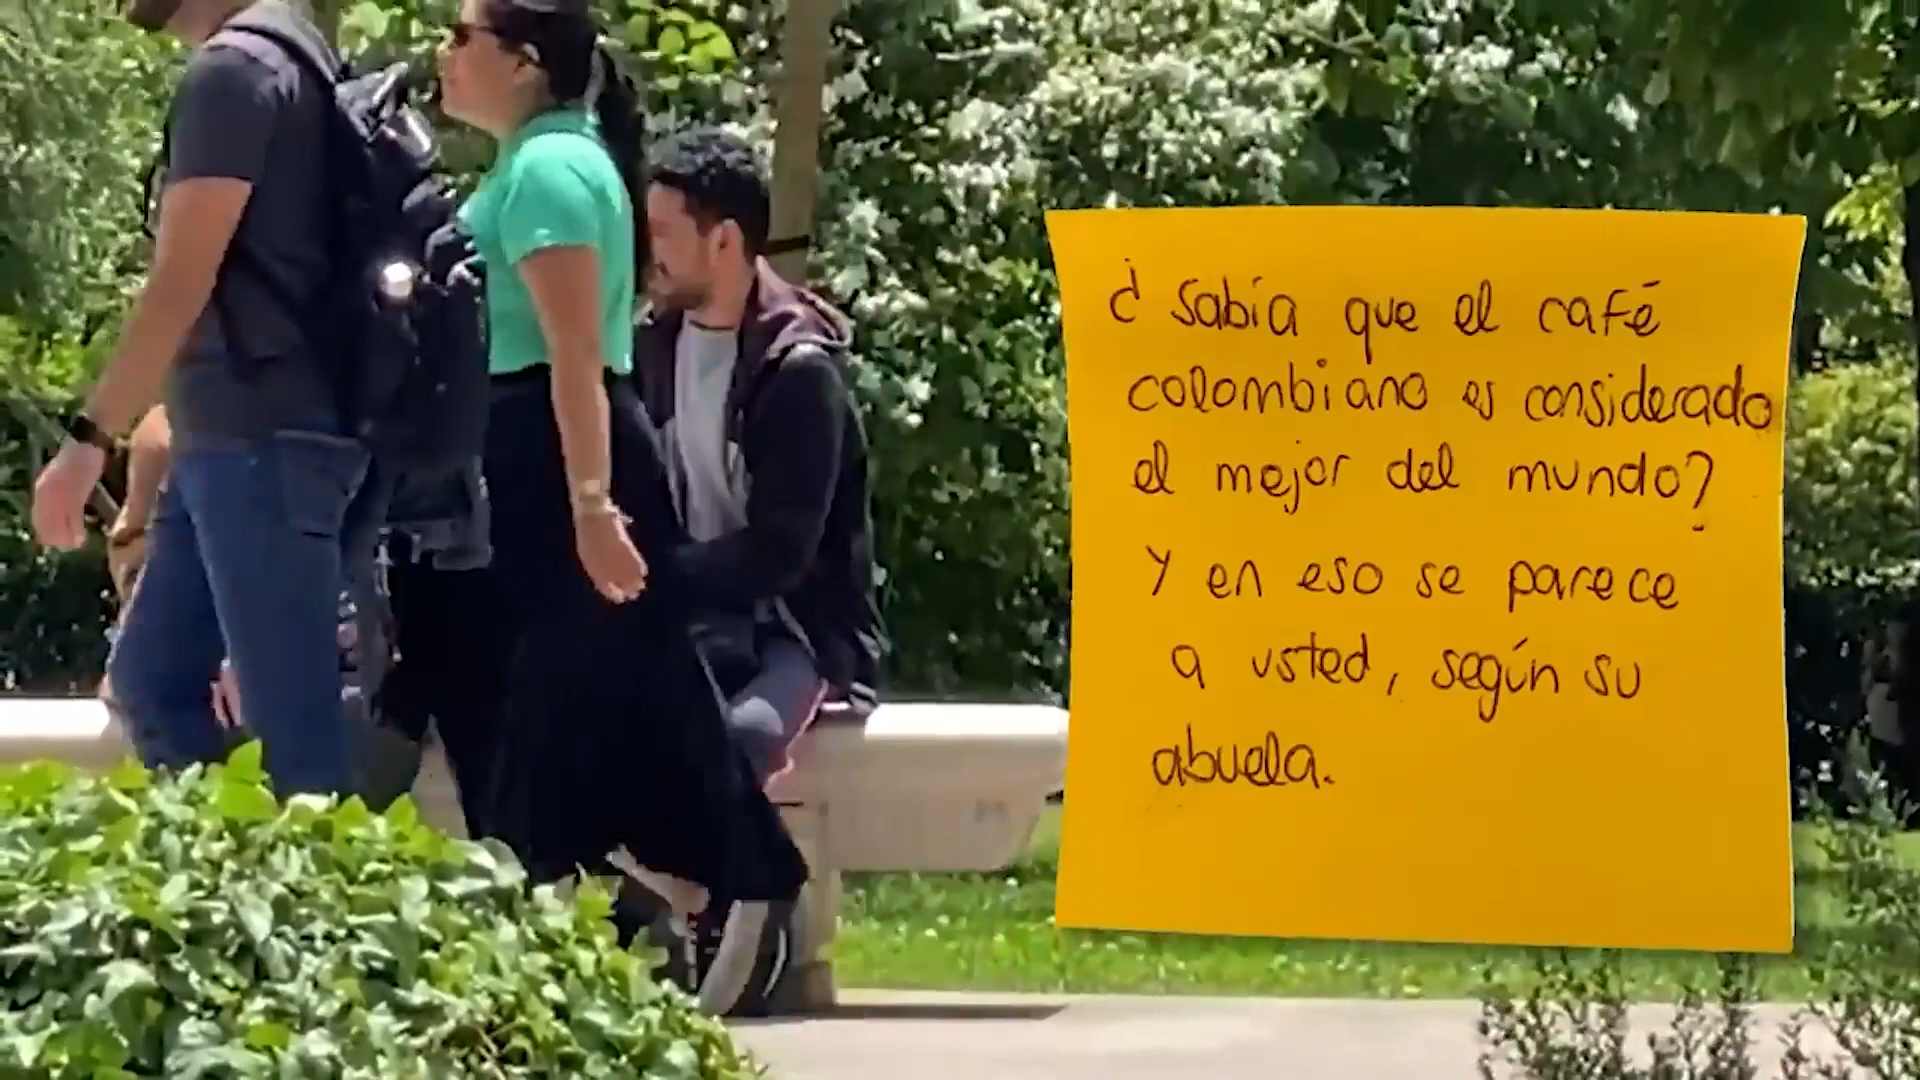 ¿Sabía que el café
colombiano es considerado
el mejor del mundo?
Y en eso se parece
a usted, según su
abuela.